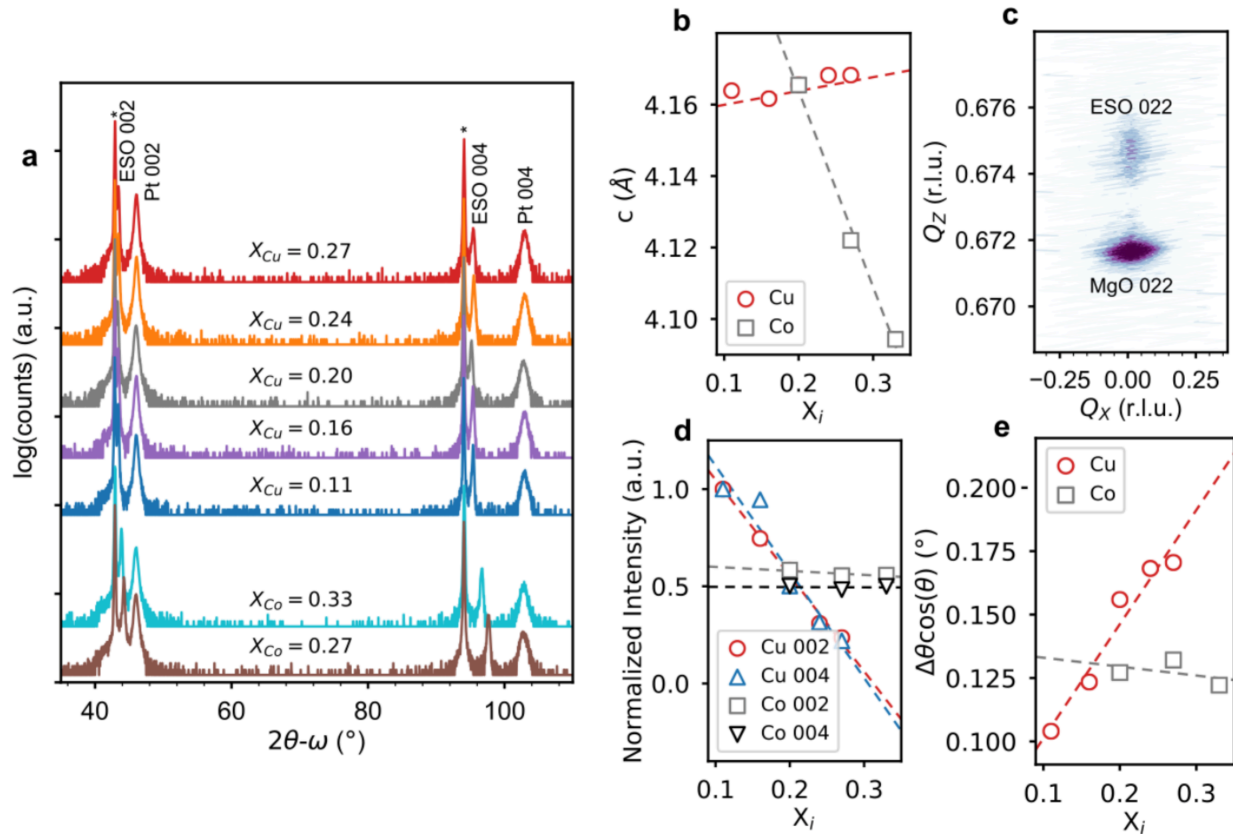 a
log(counts) (a.u.)
*
ESO 002
Pt 002
*
ESO 004
Pt 004
X_Cu = 0.27
X_Cu = 0.24
X_Cu = 0.20
X_Cu = 0.16
X_Cu = 0.11
X_Co = 0.33
X_Co = 0.27
40 60 80 100
2θ-ω (°)
b
c (Å)
4.16
4.14
4.12
4.10
Cu
Co
0.1 0.2 0.3
X_i
c
Q_Z (r.l.u.)
0.676
0.674
0.672
0.670
ESO 022
MgO 022
−0.25 0.00 0.25
Q_X (r.l.u.)
d
Normalized Intensity (a.u.)
1.0
0.5
0.0
Cu 002
Cu 004
Co 002
Co 004
0.1 0.2 0.3
X_i
e
Δθcos(θ) (°)
0.200
0.175
0.150
0.125
0.100
Cu
Co
0.1 0.2 0.3
X_i